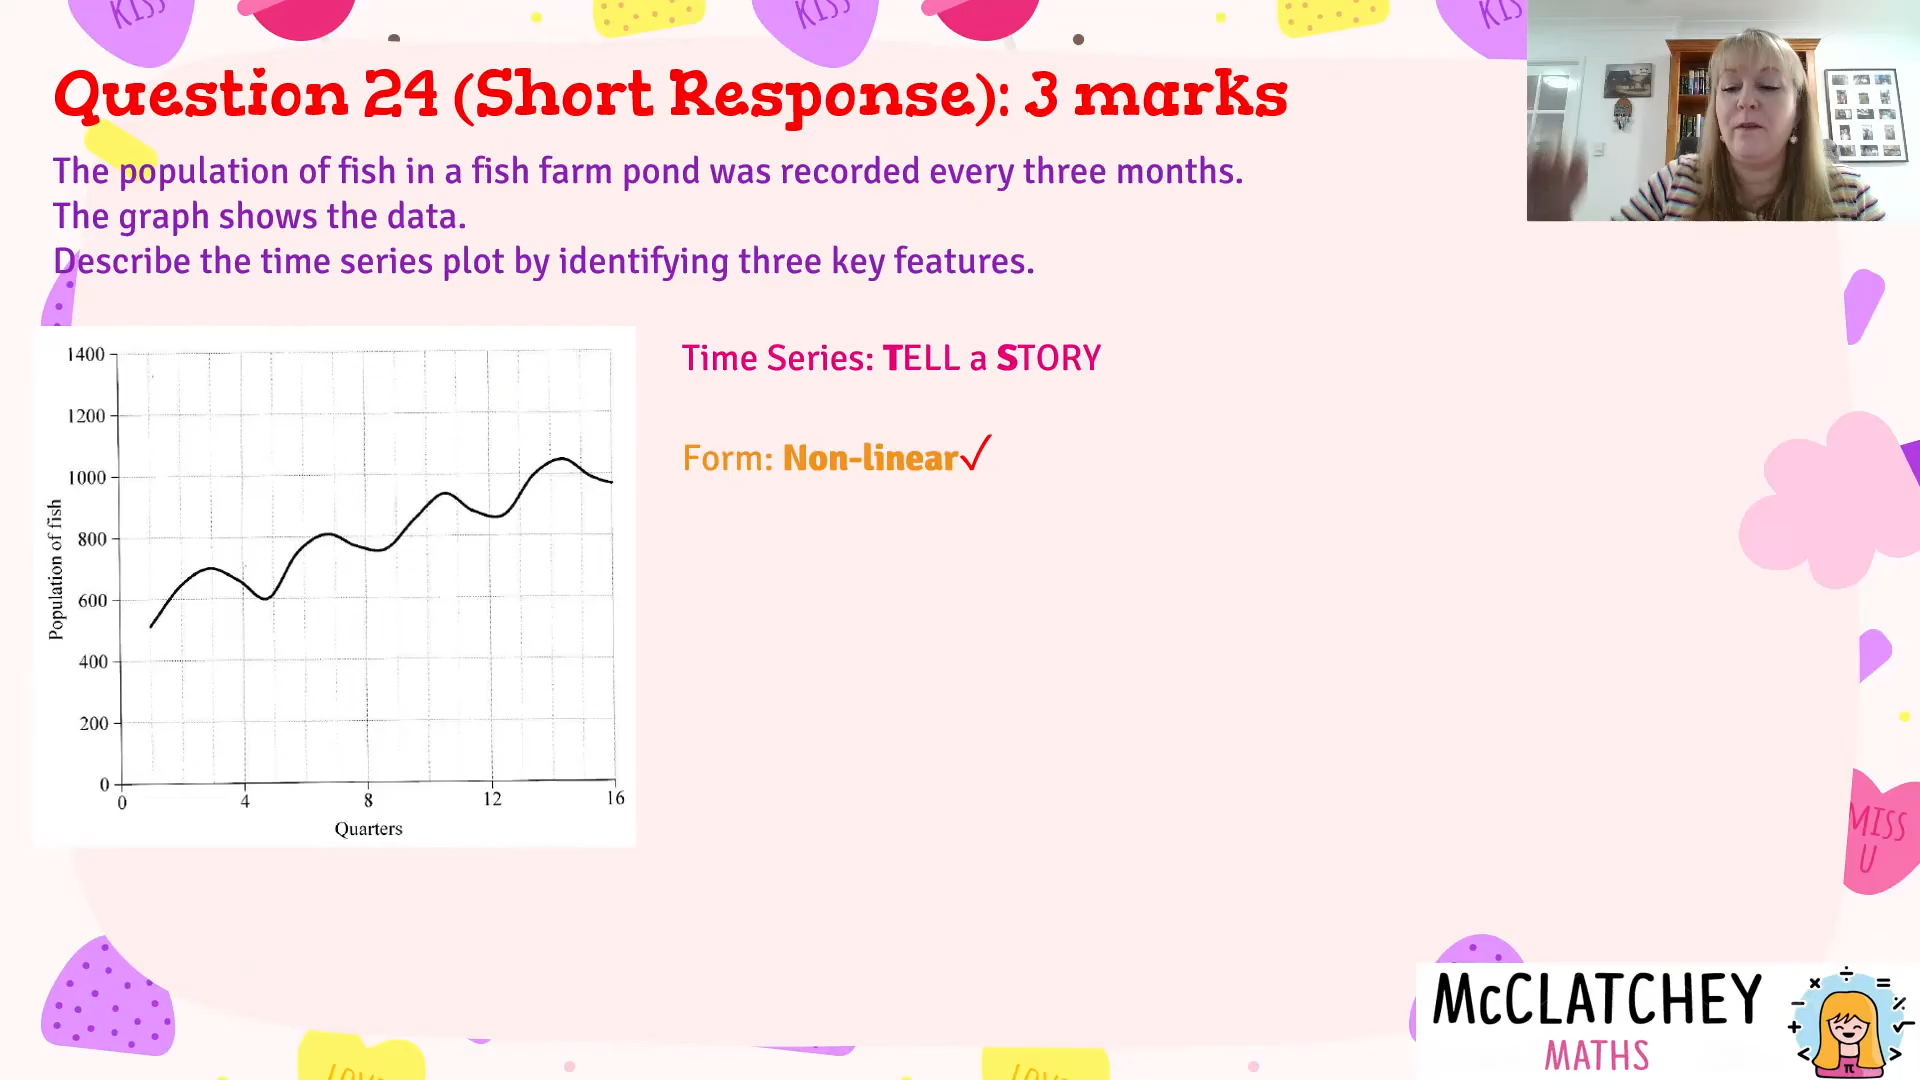 KISS
KISS
KIS
Question 24 (Short Response): 3 marks
The population of fish in a fish farm pond was recorded every three months.
The graph shows the data.
Describe the time series plot by identifying three key features.
1400
1200
1000
800
600
400
200
0
Population of fish
0 4 8 12 16
Quarters
Time Series: TELL a STORY
Form: Non-linear✓
MISS
U
LOVE
LOVE
McCLATCHEY
MATHS
× ÷ =
− ٪
+ √
< >
π